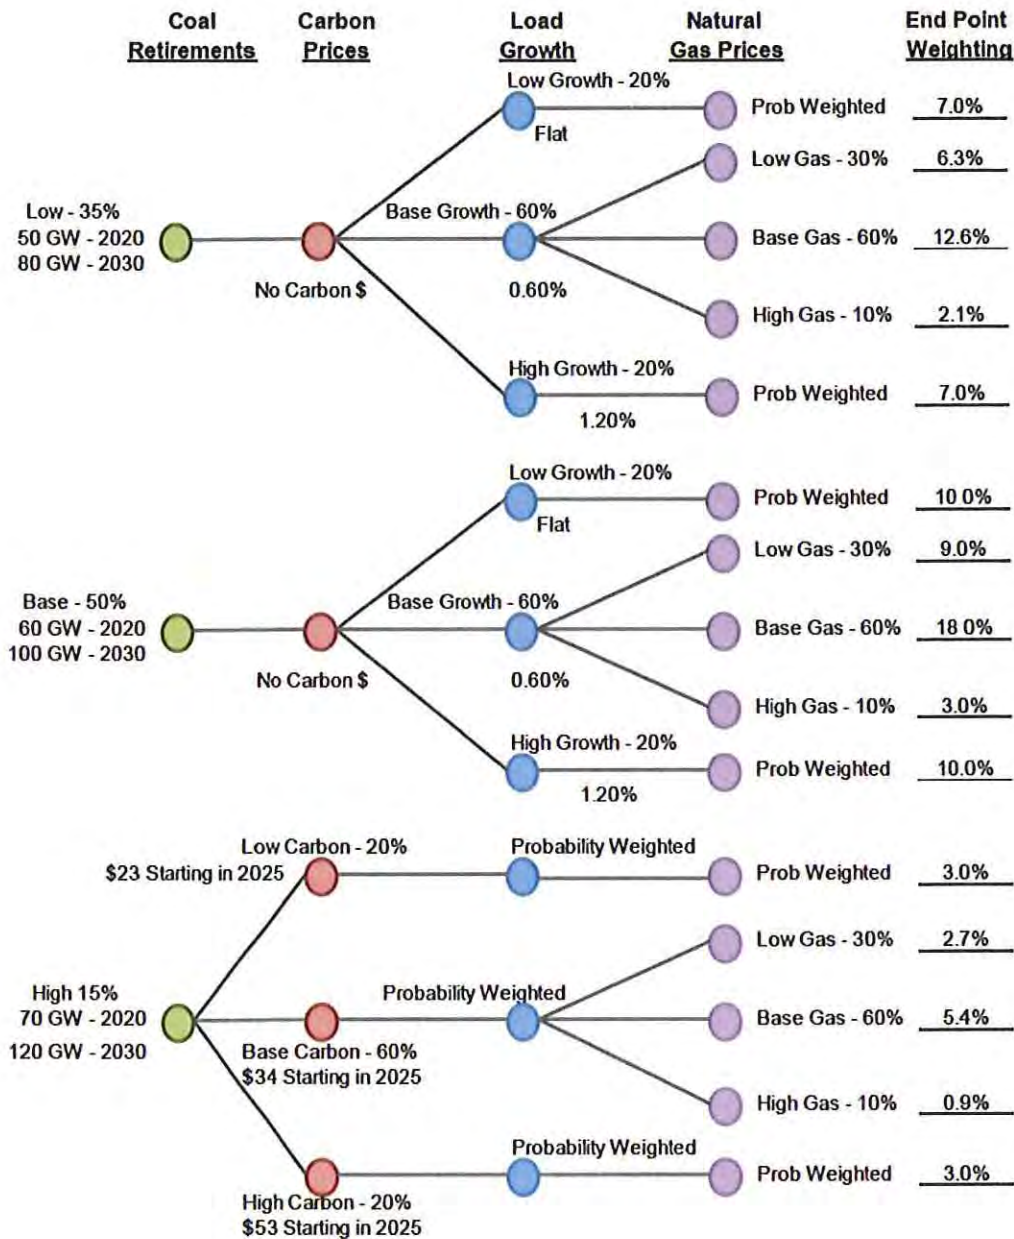 Coal Carbon Load Natural End Point
Retirements Prices Growth Gas Prices Weighting
Low Growth - 20%
Prob Weighted 7.0%
Flat
Low Gas - 30% 6.3%
Low - 35%
50 GW - 2020
80 GW - 2030
Base Growth - 60%
Base Gas - 60% 12.6%
No Carbon $ 0.60%
High Gas - 10% 2.1%
High Growth - 20%
Prob Weighted 7.0%
1.20%
Low Growth - 20%
Prob Weighted 10 0%
Flat
Low Gas - 30% 9.0%
Base - 50%
60 GW - 2020
100 GW - 2030
Base Growth - 60%
Base Gas - 60% 18 0%
No Carbon $ 0.60%
High Gas - 10% 3.0%
High Growth - 20%
Prob Weighted 10.0%
1.20%
Low Carbon - 20% Probability Weighted
$23 Starting in 2025 Prob Weighted 3.0%
Low Gas - 30% 2.7%
High 15%
70 GW - 2020
120 GW - 2030
Probability Weighted
Base Gas - 60% 5.4%
Base Carbon - 60%
$34 Starting in 2025
High Gas - 10% 0.9%
Probability Weighted
Prob Weighted 3.0%
High Carbon - 20%
$53 Starting in 2025